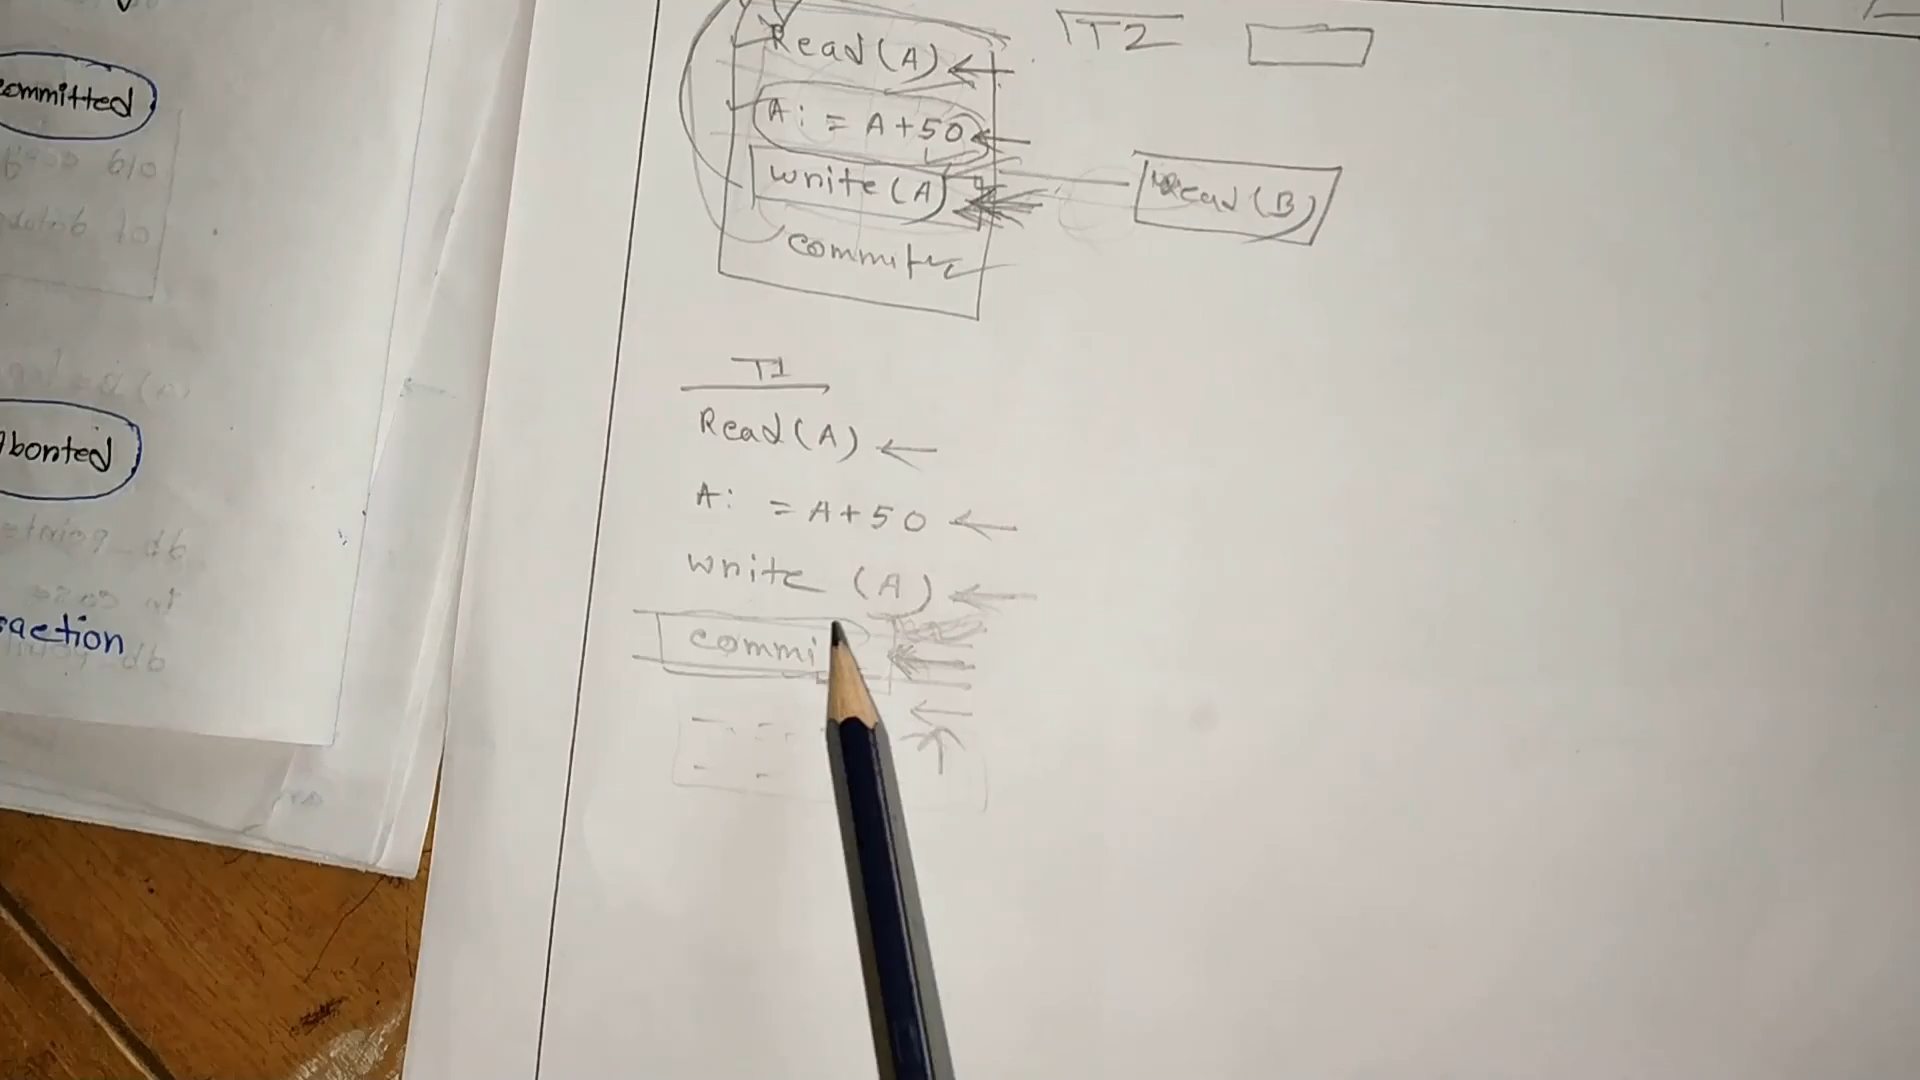 T2
Read(A)
A: = A+50
write(A)
Read(B)
commit
T1
Read(A)
A: = A+50
write (A)
commi
committed
aborted
action